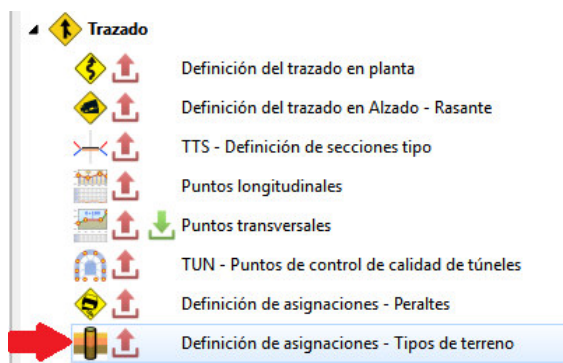 Trazado
Definición del trazado en planta
Definición del trazado en Alzado - Rasante
TTS - Definición de secciones tipo
Puntos longitudinales
Puntos transversales
TUN - Puntos de control de calidad de túneles
Definición de asignaciones - Peraltes
Definición de asignaciones - Tipos de terreno